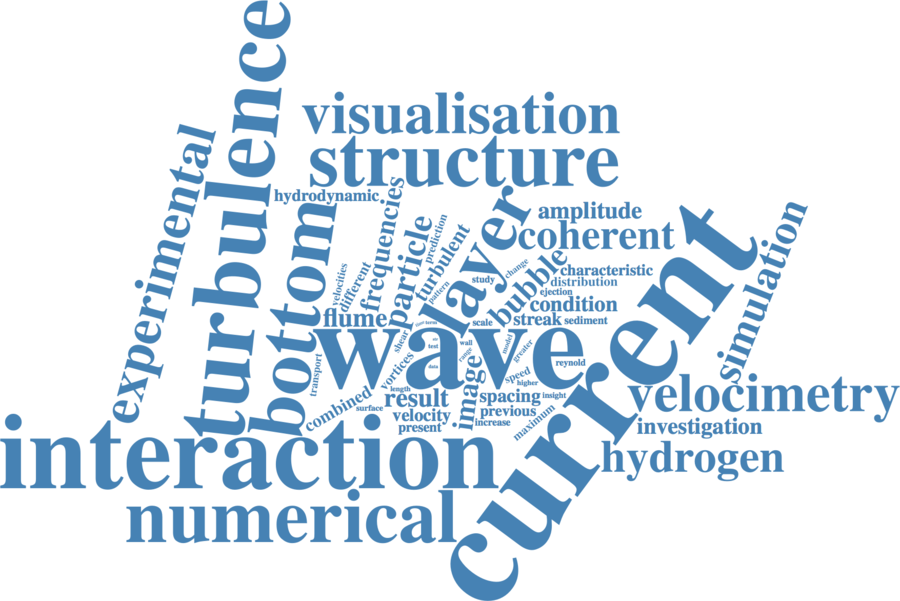 turbulence
visualisation
experimental
structure
hydrodynamic
frequencies
bottom
particle
prediction
turbulent
layer
amplitude
coherent
current
simulation
velocities
different
pattern
study
change
bubble
characteristic
distribution
ejection
condition
flume
streak
sediment
scale
wave
shear
test
wall
range
model
greater
data
reynold
transport
vortices
image
speed
higher
length
combined
surface
result
spacing
insight
velocimetry
velocity
previous
present
increase
maximum
investigation
interaction
hydrogen
numerical